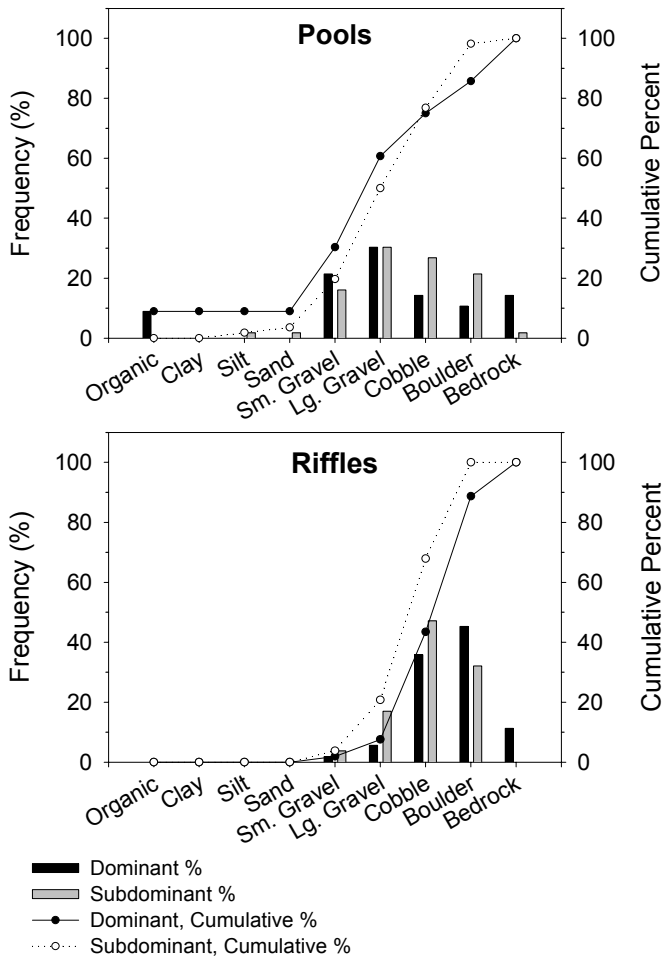 Pools
100
80
60
40
20
0
Frequency (%)
100
80
60
40
20
0
Cumulative Percent
Organic
Clay
Silt
Sand
Sm. Gravel
Lg. Gravel
Cobble
Boulder
Bedrock
Riffles
100
80
60
40
20
0
Frequency (%)
100
80
60
40
20
0
Cumulative Percent
Organic
Clay
Silt
Sand
Sm. Gravel
Lg. Gravel
Cobble
Boulder
Bedrock
Dominant %
Subdominant %
Dominant, Cumulative %
Subdominant, Cumulative %